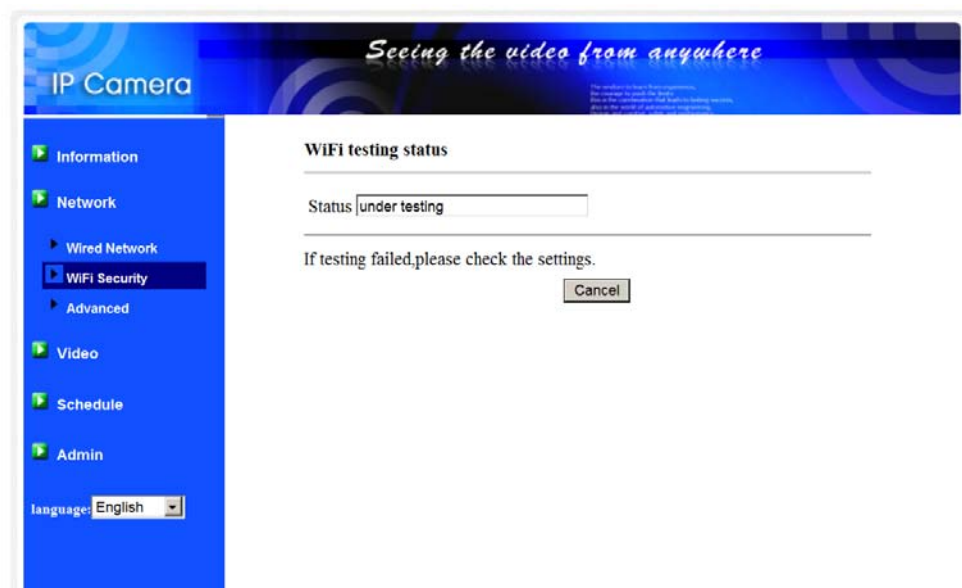 Seeing the video from anywhere
IP Camera
Information
Network
Wired Network
WiFi Security
Advanced
Video
Schedule
Admin
language: English
WiFi testing status
Status under testing
If testing failed,please check the settings.
Cancel